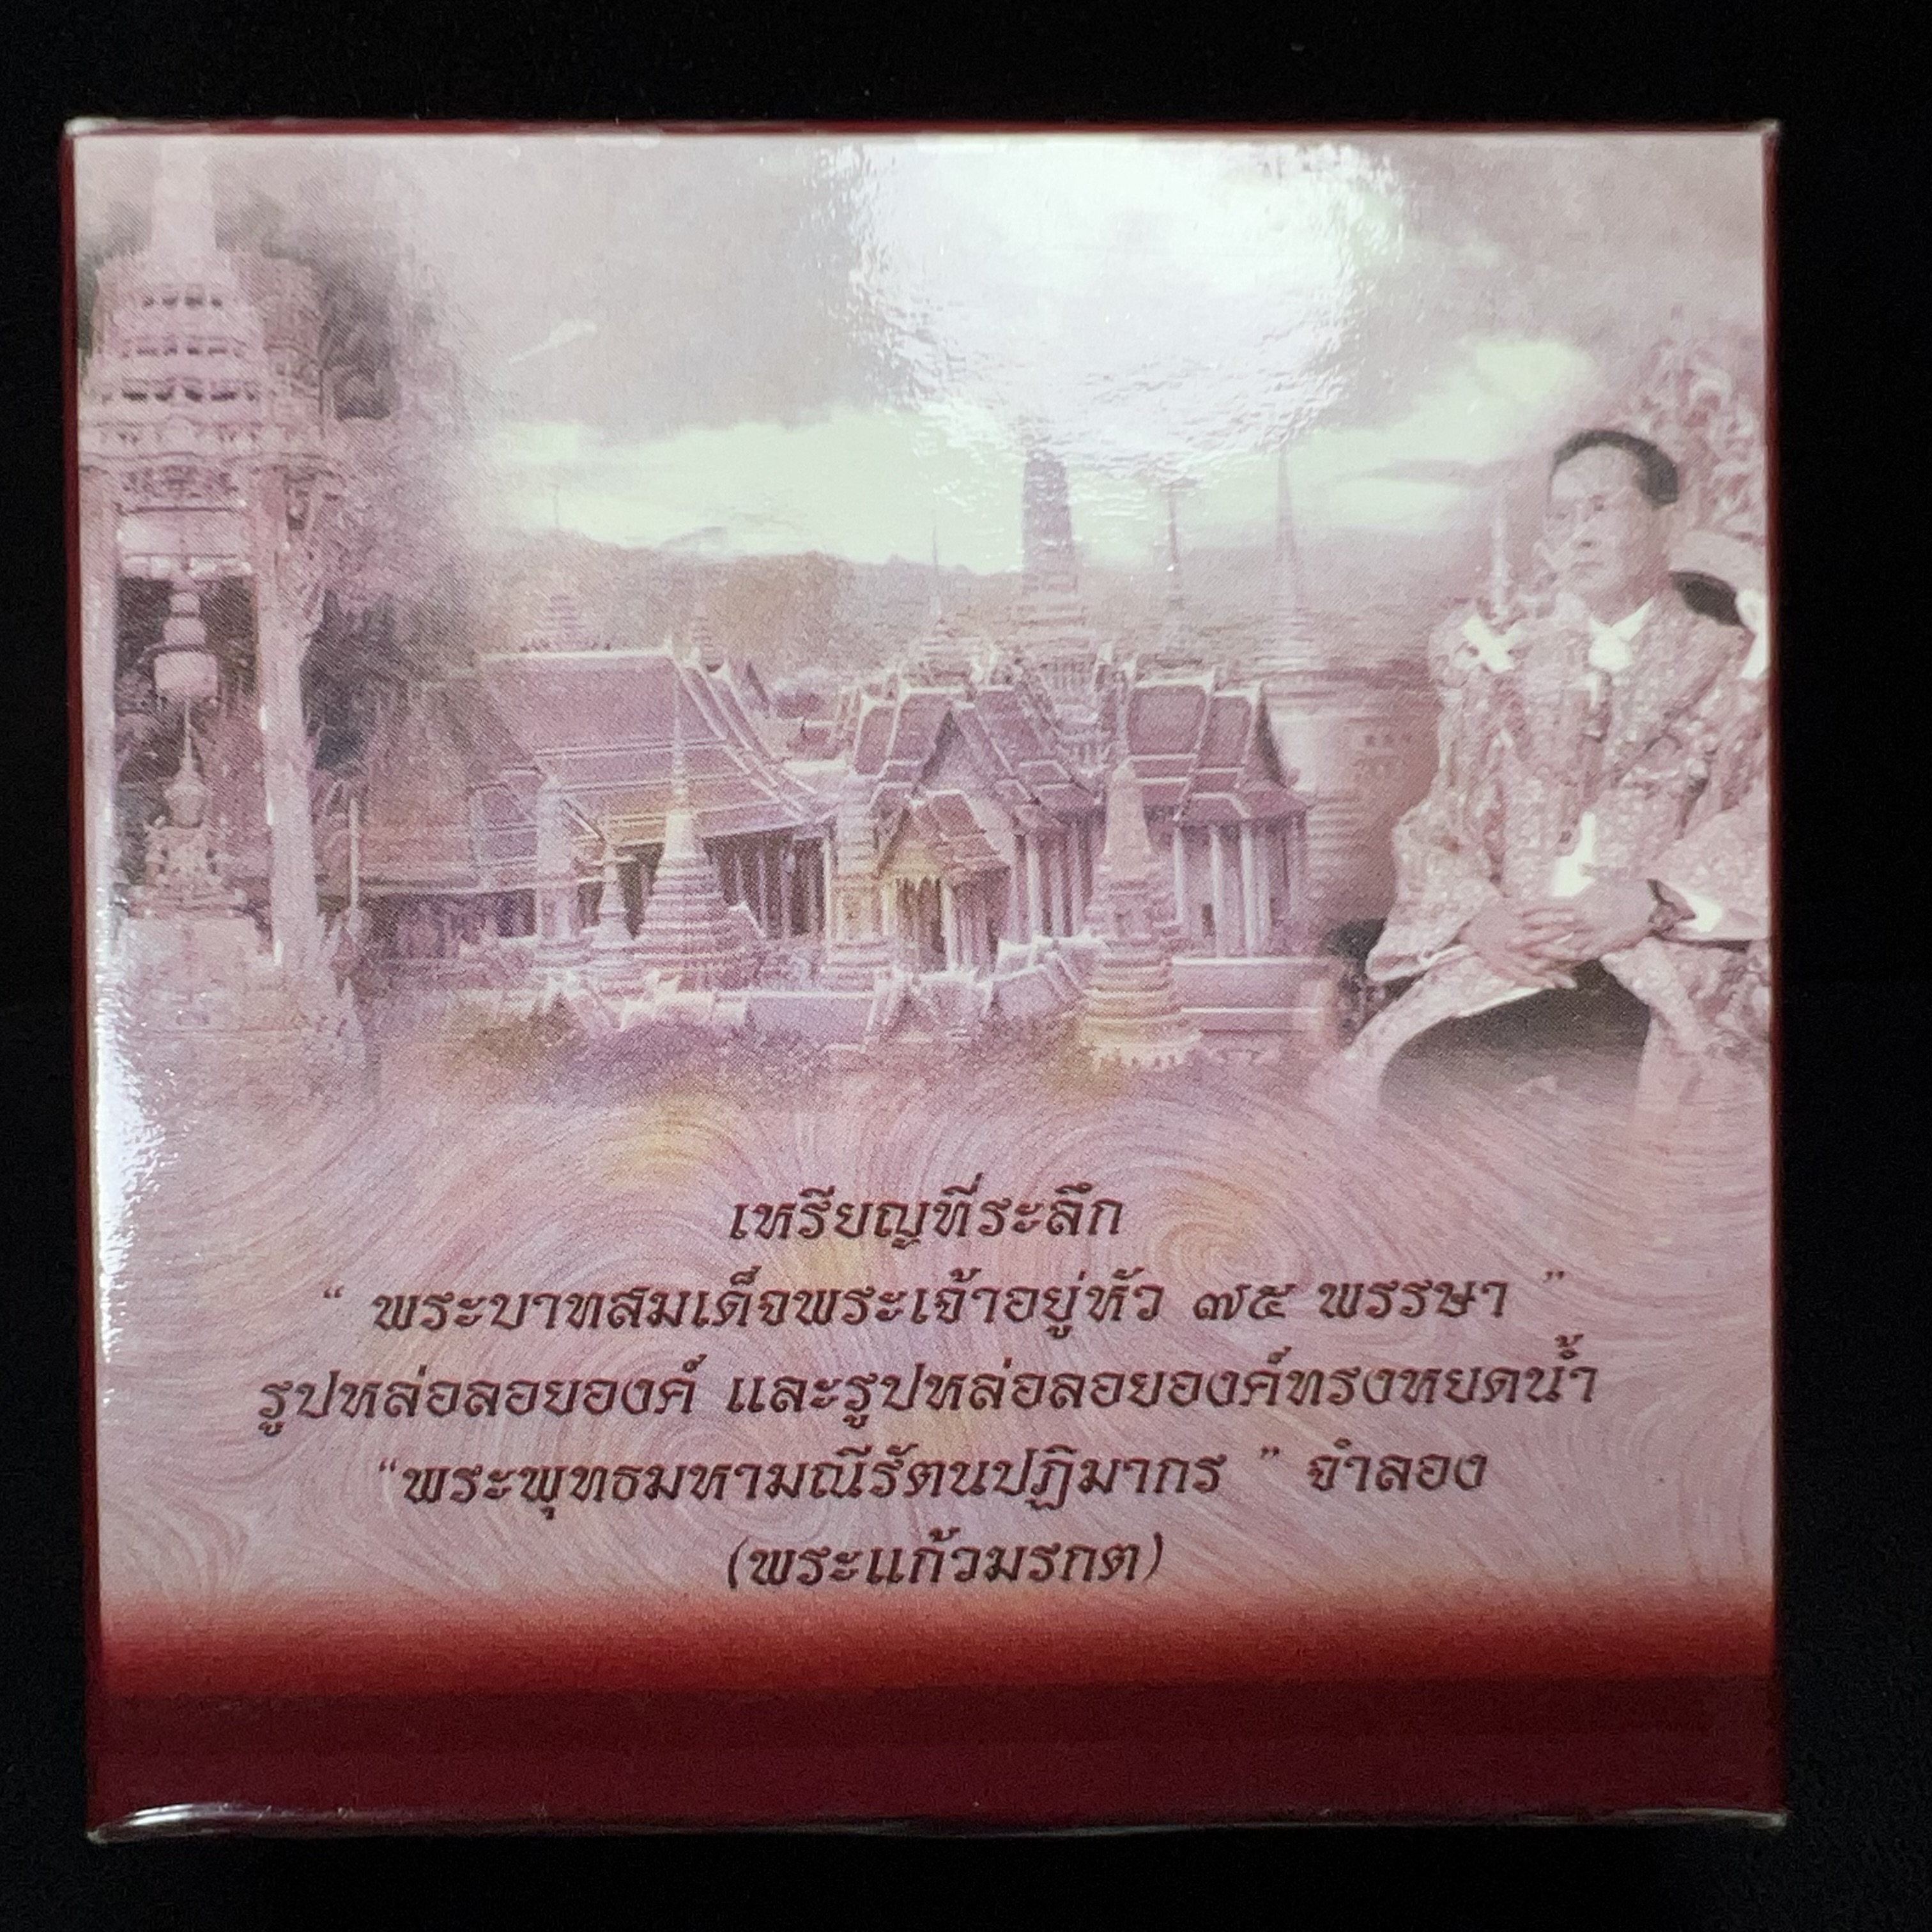 เหรียญที่ระลึก
“ พระบาทสมเด็จพระเจ้าอยู่หัว ๗๕ พรรษา ”
รูปหล่อลอยองค์ และรูปหล่อลอยองค์ทรงหยดน้ำ
“พระพุทธมหามณีรัตนปฏิมากร ” จำลอง
(พระแก้วมรกต)